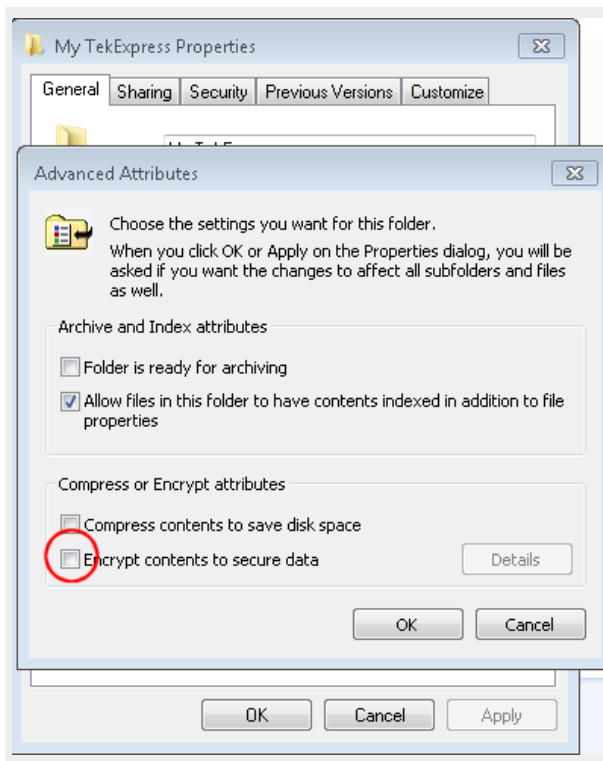 My TekExpress Properties
General Sharing Security Previous Versions Customize
Advanced Attributes
Choose the settings you want for this folder.
When you click OK or Apply on the Properties dialog, you will be
asked if you want the changes to affect all subfolders and files
as well.
Archive and Index attributes
Folder is ready for archiving
Allow files in this folder to have contents indexed in addition to file
properties
Compress or Encrypt attributes
Compress contents to save disk space
Encrypt contents to secure data Details
OK Cancel
OK Cancel Apply